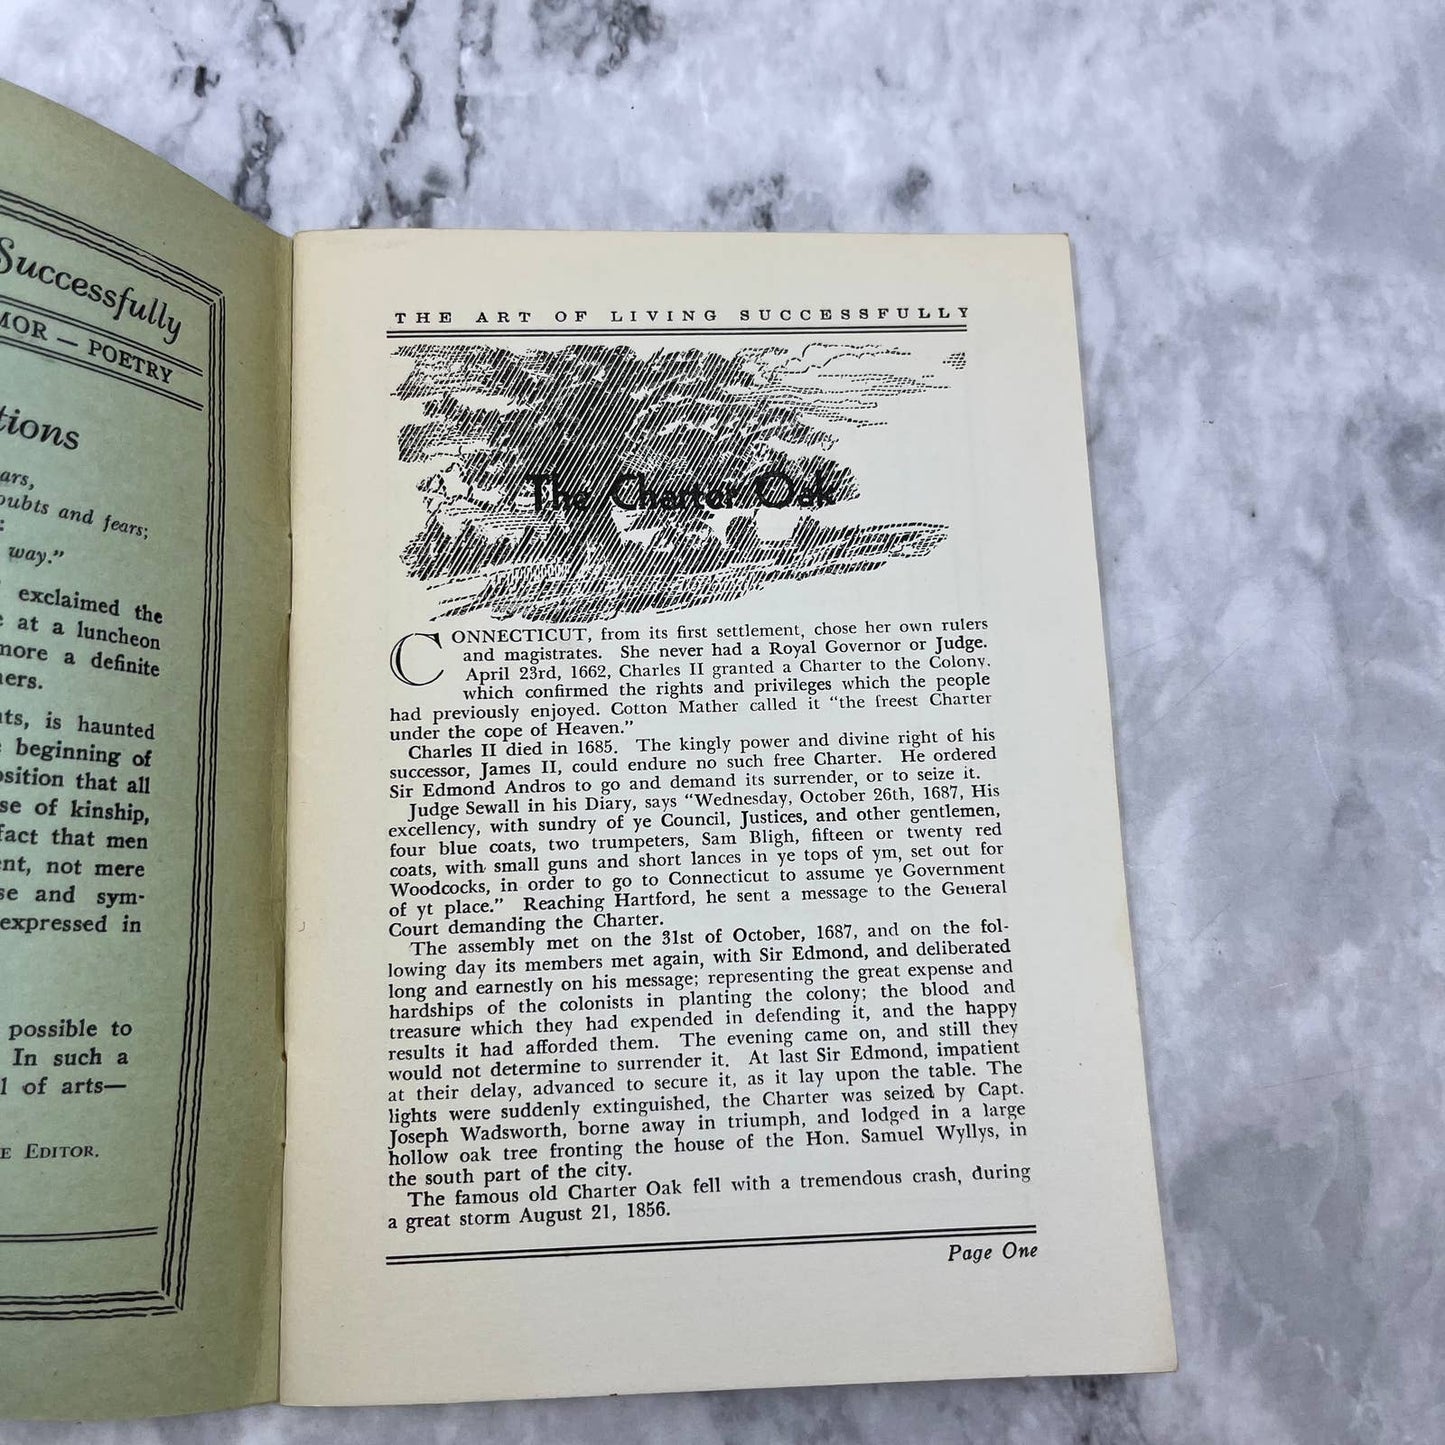 Successfully
MOR — POETRY
tions
ars,
oubts and fears;
:
way."
exclaimed the
at a luncheon
more a definite
ers.
ts, is haunted
beginning of
osition that all
se of kinship,
fact that men
ent, not mere
se and sym-
expressed in
possible to
In such a
l of arts—
E EDITOR.
THE ART OF LIVING SUCCESSFULLY
The Charter Oak
CONNECTICUT, from its first settlement, chose her own rulers
and magistrates. She never had a Royal Governor or Judge.
April 23rd, 1662, Charles II granted a Charter to the Colony,
which confirmed the rights and privileges which the people
had previously enjoyed. Cotton Mather called it "the freest Charter
under the cope of Heaven."
Charles II died in 1685. The kingly power and divine right of his
successor, James II, could endure no such free Charter. He ordered
Sir Edmond Andros to go and demand its surrender, or to seize it.
Judge Sewall in his Diary, says "Wednesday, October 26th, 1687, His
excellency, with sundry of ye Council, Justices, and other gentlemen,
four blue coats, two trumpeters, Sam Bligh, fifteen or twenty red
coats, with small guns and short lances in ye tops of ym, set out for
Woodcocks, in order to go to Connecticut to assume ye Government
of yt place." Reaching Hartford, he sent a message to the General
Court demanding the Charter.
The assembly met on the 31st of October, 1687, and on the fol-
lowing day its members met again, with Sir Edmond, and deliberated
long and earnestly on his message; representing the great expense and
hardships of the colonists in planting the colony; the blood and
treasure which they had expended in defending it, and the happy
results it had afforded them. The evening came on, and still they
would not determine to surrender it. At last Sir Edmond, impatient
at their delay, advanced to secure it, as it lay upon the table. The
lights were suddenly extinguished, the Charter was seized by Capt.
Joseph Wadsworth, borne away in triumph, and lodged in a large
hollow oak tree fronting the house of the Hon. Samuel Wyllys, in
the south part of the city.
The famous old Charter Oak fell with a tremendous crash, during
a great storm August 21, 1856.
Page One